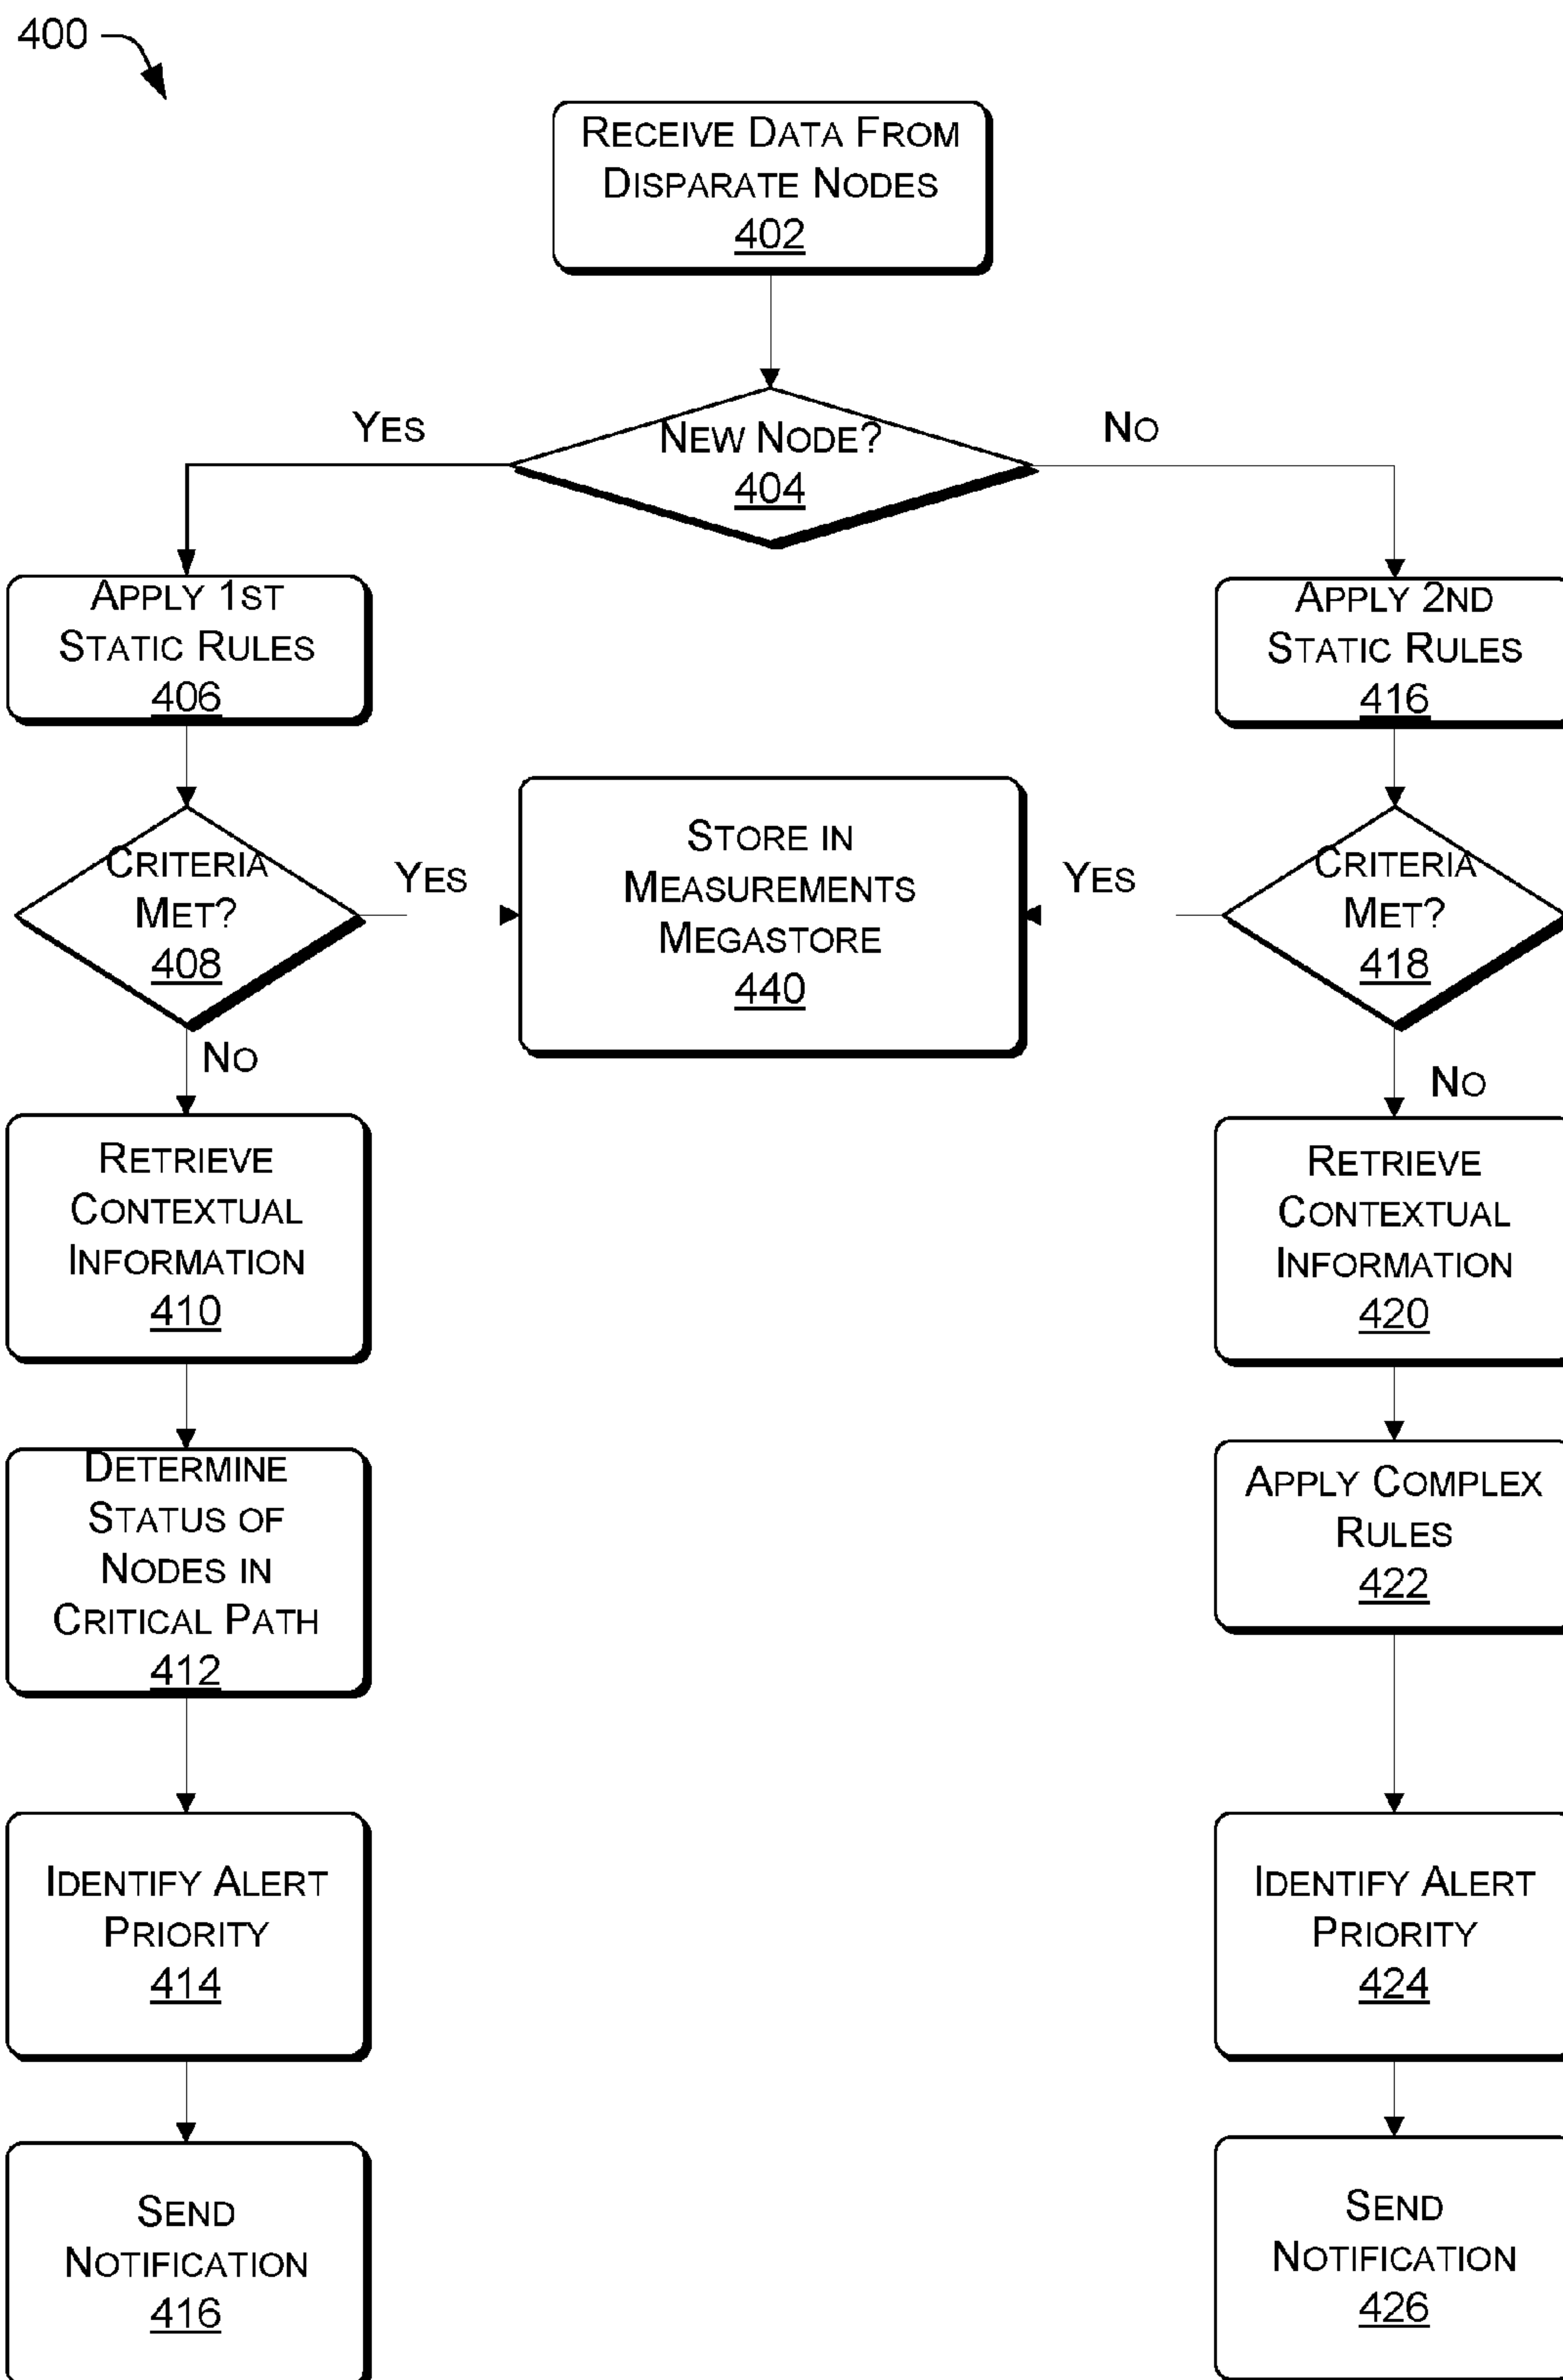 400
RECEIVE DATA FROM
DISPARATE NODES
402
YES
NEW NODE?
404
NO
APPLY 1ST
STATIC RULES
406
APPLY 2ND
STATIC RULES
416
CRITERIA
MET?
408
YES
STORE IN
MEASUREMENTS
MEGASTORE
440
YES
CRITERIA
MET?
418
NO
NO
RETRIEVE
CONTEXTUAL
INFORMATION
410
RETRIEVE
CONTEXTUAL
INFORMATION
420
DETERMINE
STATUS OF
NODES IN
CRITICAL PATH
412
APPLY COMPLEX
RULES
422
IDENTIFY ALERT
PRIORITY
414
IDENTIFY ALERT
PRIORITY
424
SEND
NOTIFICATION
416
SEND
NOTIFICATION
426